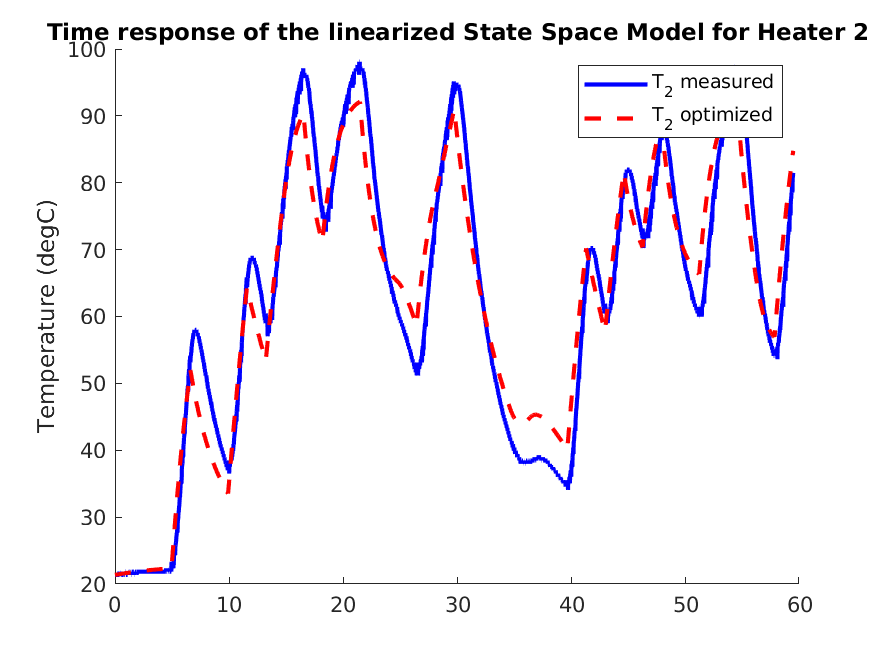 Time response of the linearized State Space Model for Heater 2
100
90
80
70
60
50
40
30
20
Temperature (degC)
T2 measured
T2 optimized
0 10 20 30 40 50 60